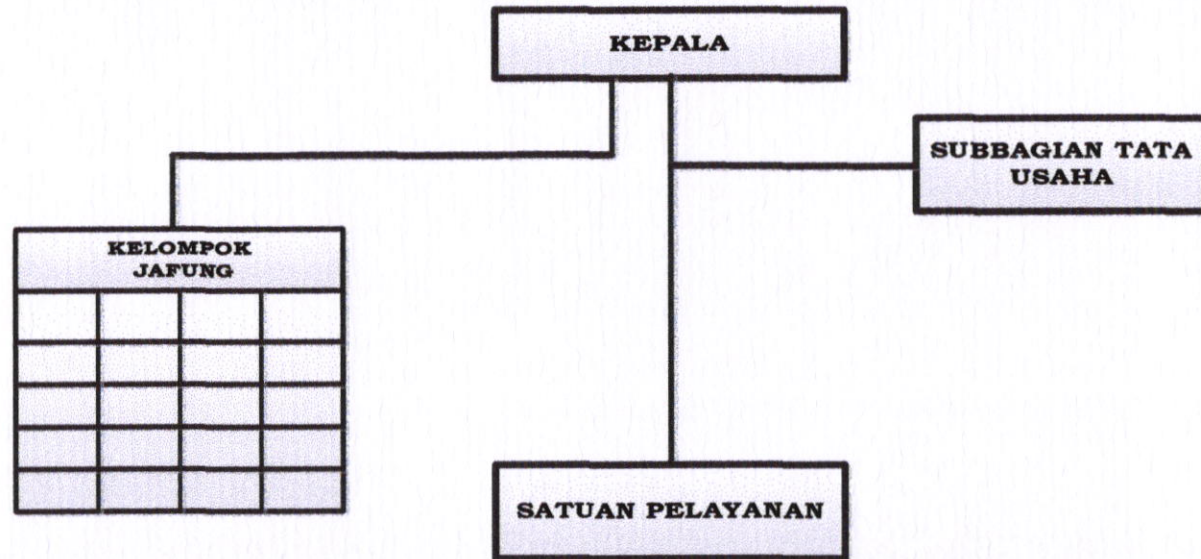 KEPALA
SUBBAGIAN TATA
USAHA
KELOMPOK
JAFUNG
SATUAN PELAYANAN